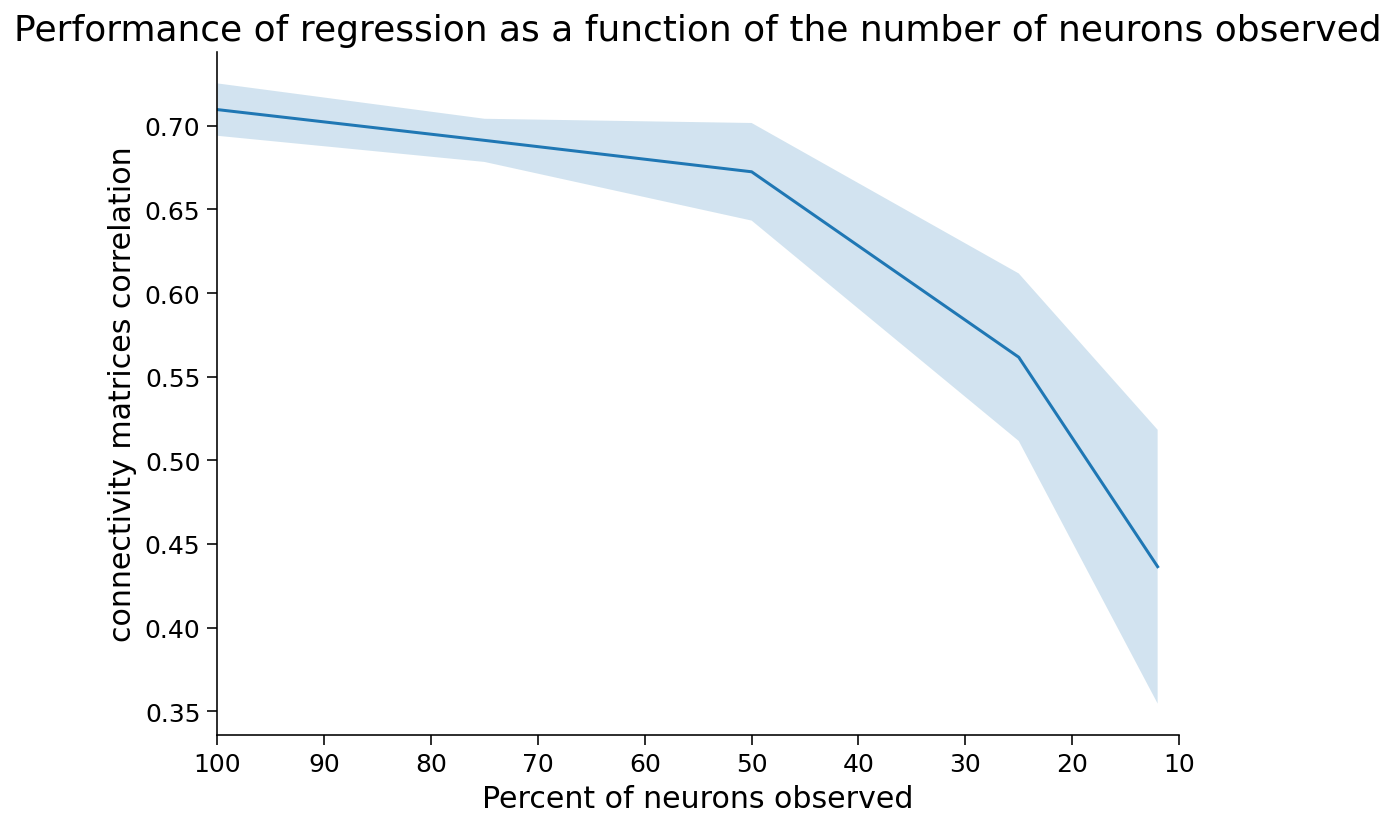 Performance of regression as a function of the number of neurons observed
connectivity matrices correlation
0.70
0.65
0.60
0.55
0.50
0.45
0.40
0.35
100 90 80 70 60 50 40 30 20 10
Percent of neurons observed